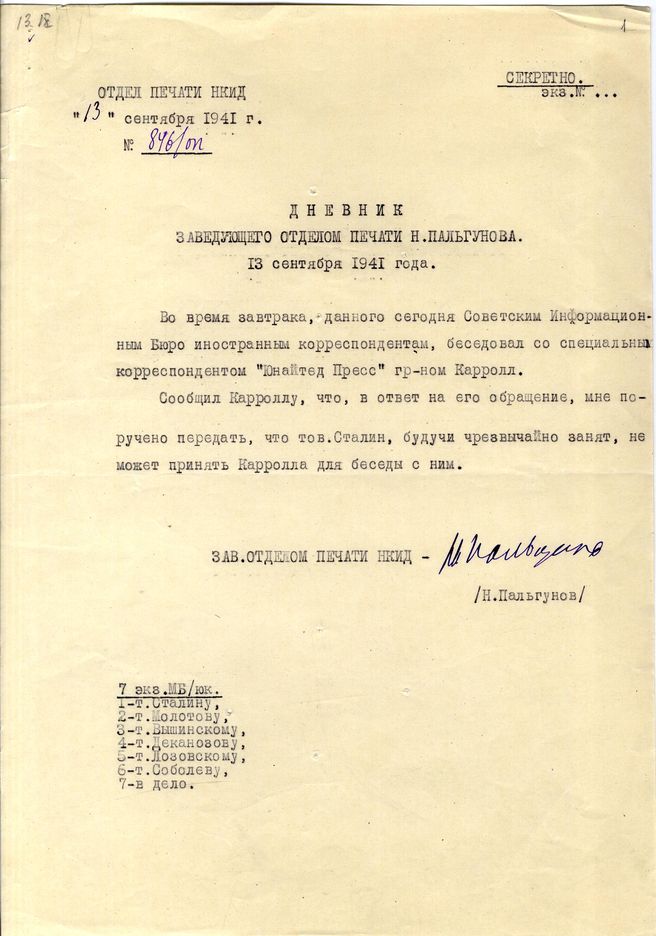 13.IX
1
СЕКРЕТНО.
экз.№ ...
ОТДЕЛ ПЕЧАТИ НКИД
"13" сентября 1941 г.
№ 846/оп
ДНЕВНИК
ЗАВЕДУЮЩЕГО ОТДЕЛОМ ПЕЧАТИ Н.ПАЛЬГУНОВА.
13 сентября 1941 года.
Во время завтрака, данного сегодня Советским Информацион-
ным Бюро иностранным корреспондентам, беседовал со специальным
корреспондентом "Юнайтед Пресс" гр-ном Карролл.
Сообщил Карроллу, что, в ответ на его обращение, мне по-
ручено передать, что тов.Сталин, будучи чрезвычайно занят, не
может принять Карролла для беседы с ним.
ЗАВ.ОТДЕЛОМ ПЕЧАТИ НКИД - Н Пальгунов
/Н.Пальгунов/
7 экз.МБ/юк.
1-т.Сталину,
2-т.Молотову,
3-т.Вышинскому,
4-т.Деканозову,
5-т.Лозовскому,
6-т.Соболеву,
7-в дело.